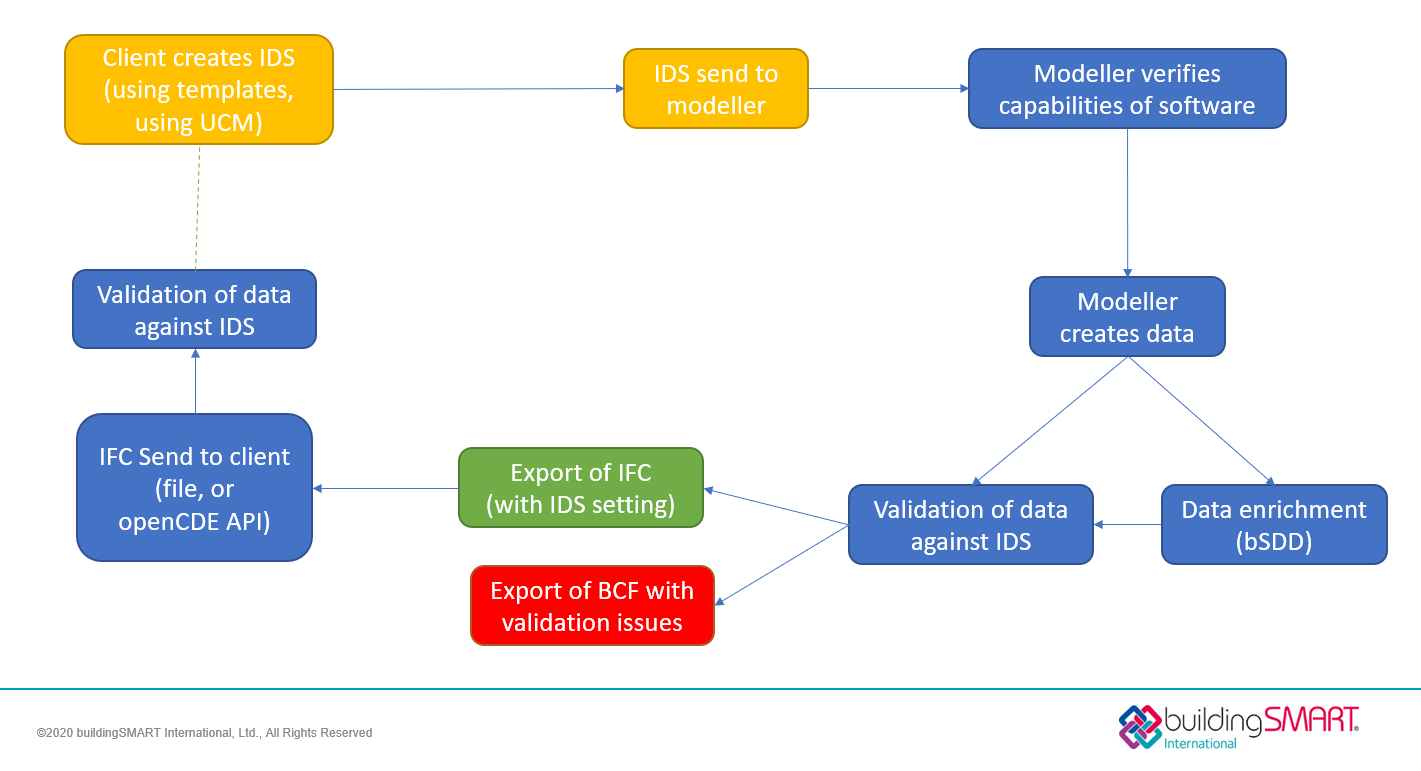 Client creates IDS
(using templates,
using UCM)
IDS send to
modeller
Modeller verifies
capabilities of software
Validation of data
against IDS
Modeller
creates data
IFC Send to client
(file, or
openCDE API)
Export of IFC
(with IDS setting)
Validation of data
against IDS
Data enrichment
(bSDD)
Export of BCF with
validation issues
©2020 buildingSMART International, Ltd., All Rights Reserved
buildingSMART®
International